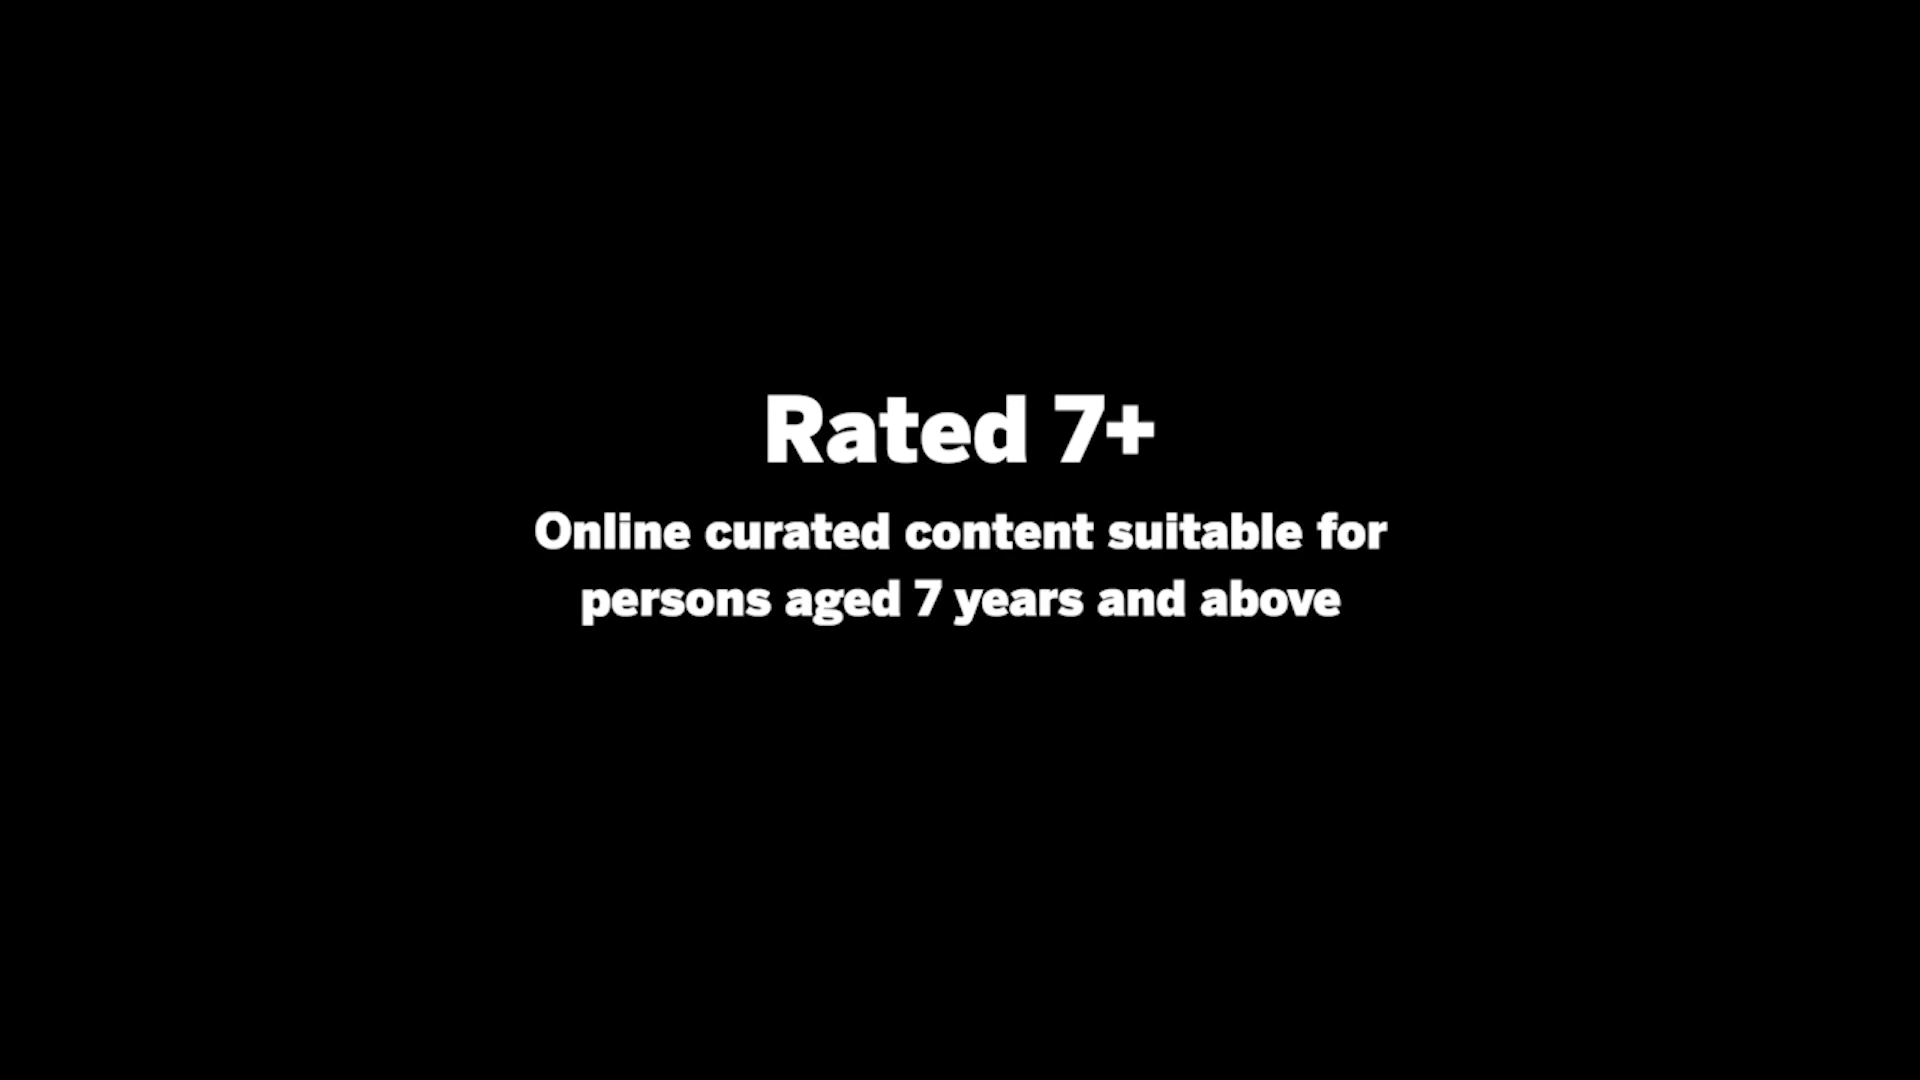 Rated 7+
Online curated content suitable for
persons aged 7 years and above